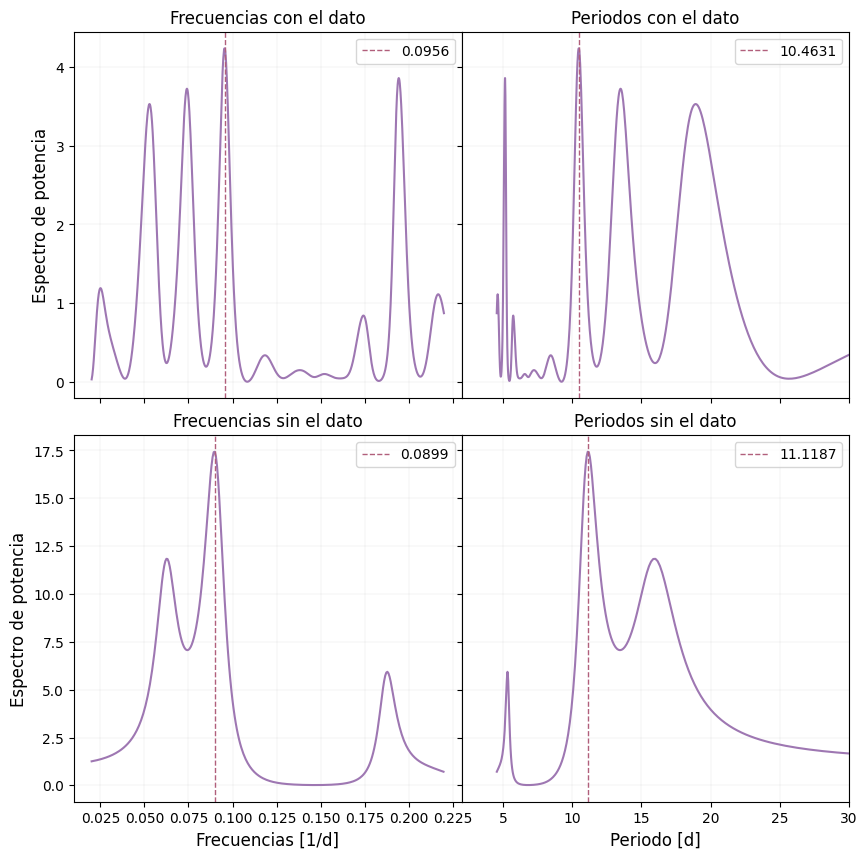 Frecuencias con el dato
Periodos con el dato
0.0956
10.4631
Espectro de potencia
4
3
2
1
0
Frecuencias sin el dato
Periodos sin el dato
0.0899
11.1187
Espectro de potencia
17.5
15.0
12.5
10.0
7.5
5.0
2.5
0.0
0.025 0.050 0.075 0.100 0.125 0.150 0.175 0.200 0.225
5 10 15 20 25 30
Frecuencias [1/d]
Periodo [d]